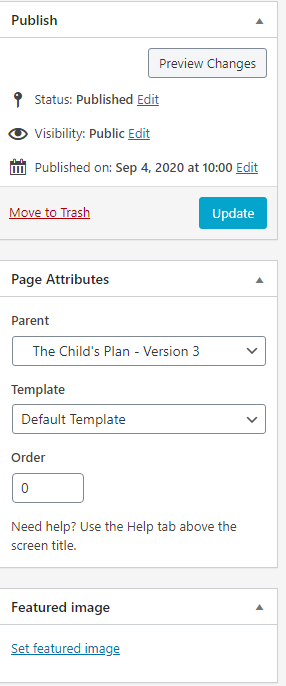 Publish
Preview Changes
Status: Published Edit
Visibility: Public Edit
Published on: Sep 4, 2020 at 10:00 Edit
Move to Trash
Update
Page Attributes
Parent
The Child's Plan - Version 3
Template
Default Template
Order
0
Need help? Use the Help tab above the
screen title.
Featured image
Set featured image